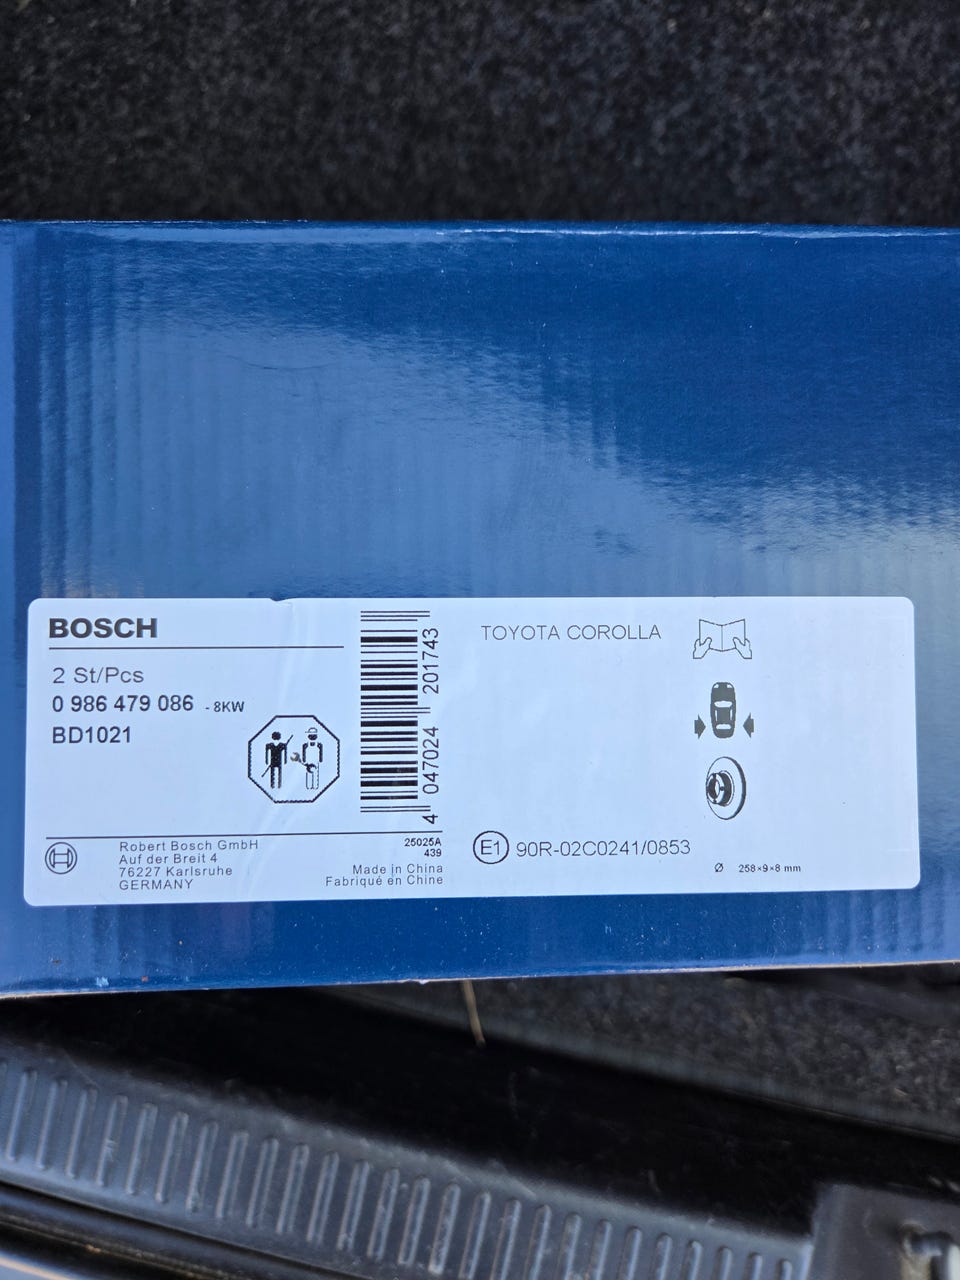 BOSCH
2 St/Pcs
0 986 479 086 - 8KW
BD1021
4 047024 201743
TOYOTA COROLLA
Robert Bosch GmbH
Auf der Breit 4
76227 Karlsruhe
GERMANY
25025A
439
Made in China
Fabriqué en Chine
E1 90R-02C0241/0853
Ø 258×9×8 mm